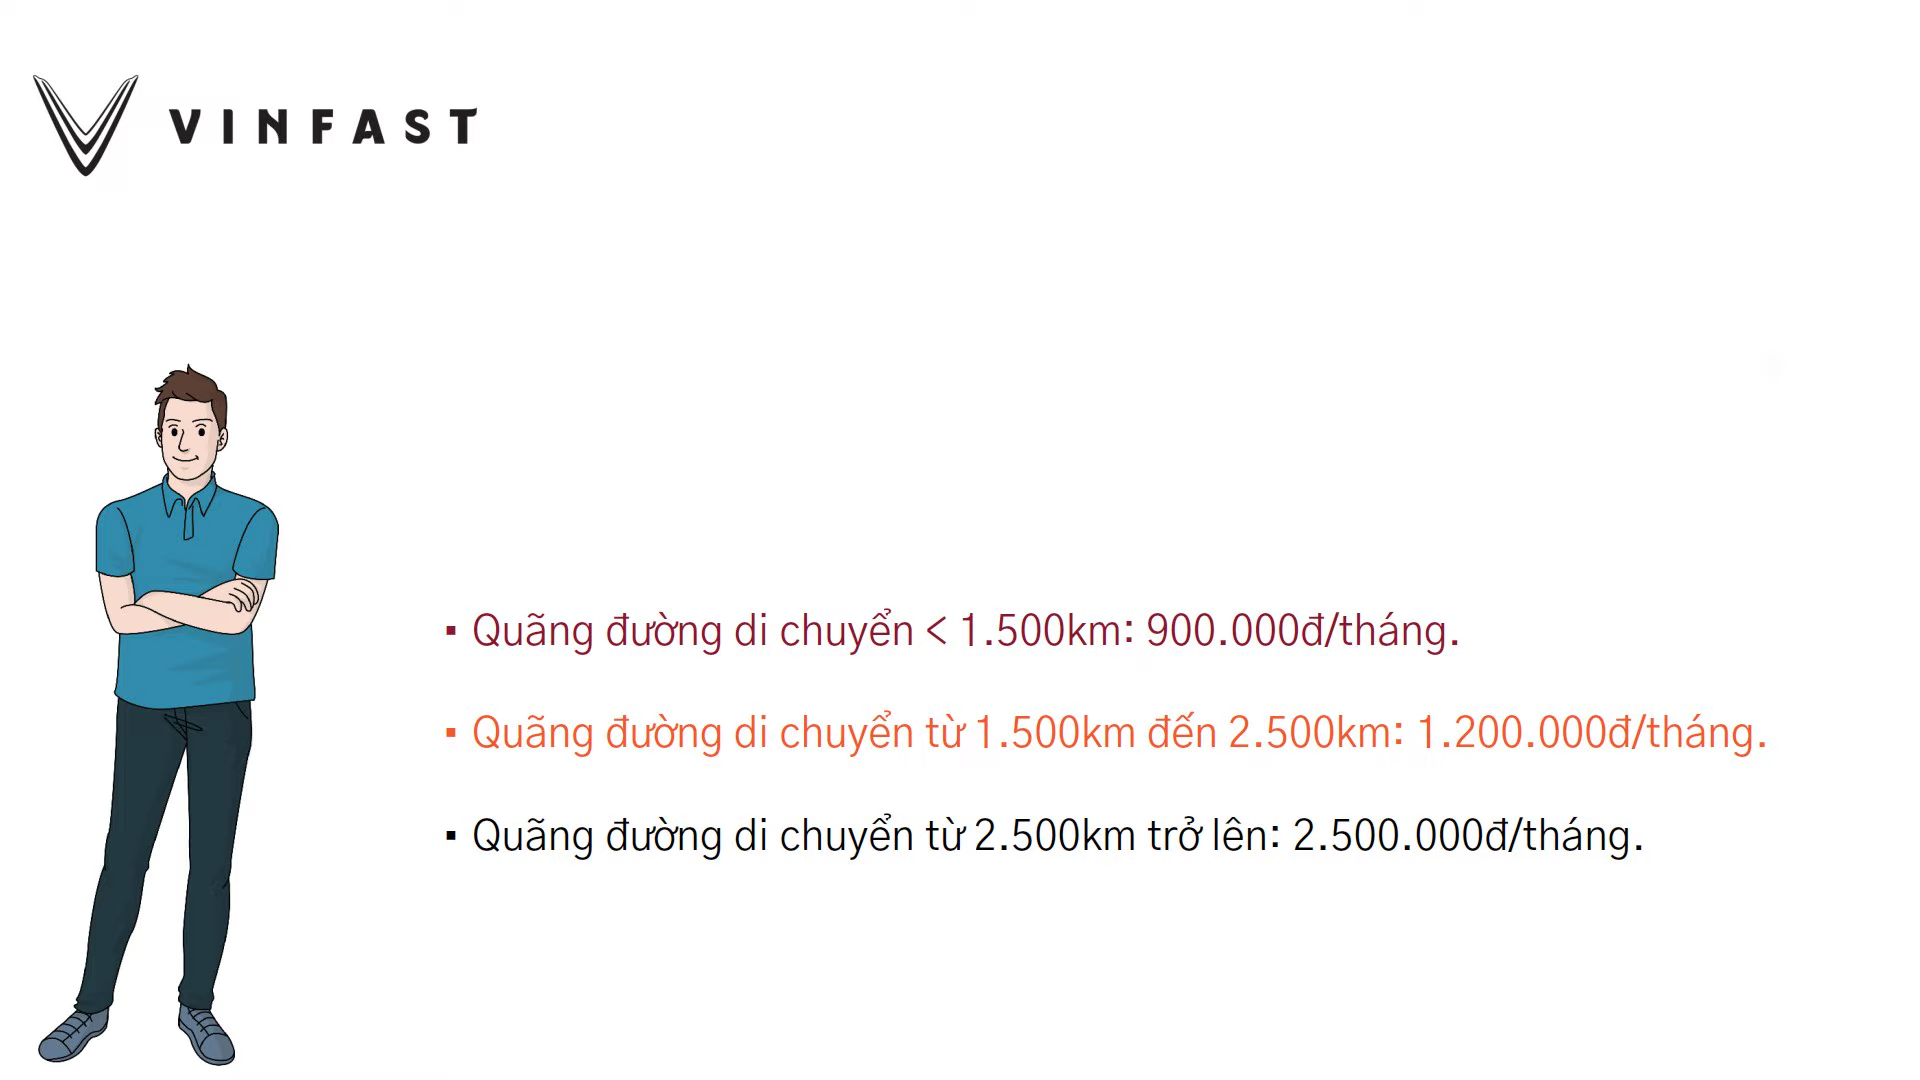 VINFAST
▪ Quãng đường di chuyển < 1.500km: 900.000đ/tháng.
▪ Quãng đường di chuyển từ 1.500km đến 2.500km: 1.200.000đ/tháng.
▪ Quãng đường di chuyển từ 2.500km trở lên: 2.500.000đ/tháng.